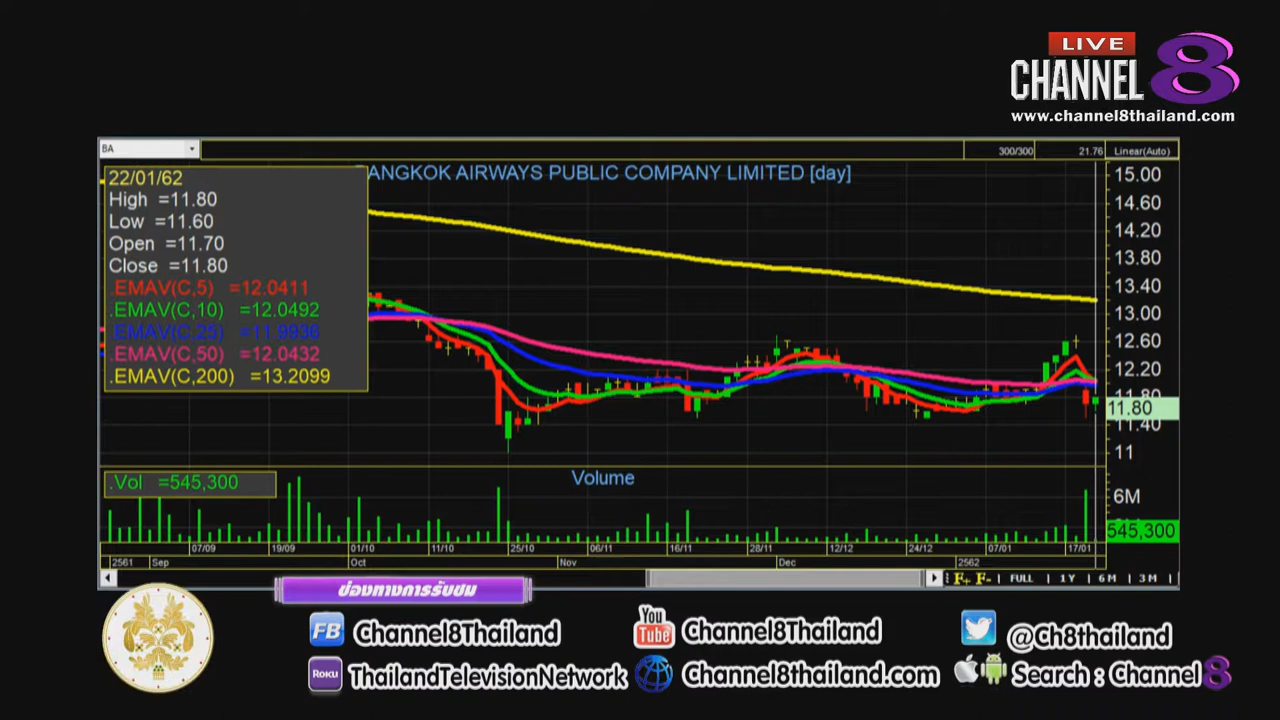 LIVE
CHANNEL 8
www.channel8thailand.com
BA
300/300
21.76
Linear(Auto)
BANGKOK AIRWAYS PUBLIC COMPANY LIMITED [day]
22/01/62
High =11.80
Low =11.60
Open =11.70
Close =11.80
.EMAV(C,5) =12.0411
.EMAV(C,10) =12.0492
.EMAV(C,25) =11.9936
.EMAV(C,50) =12.0432
.EMAV(C,200) =13.2099
15.00
14.60
14.20
13.80
13.40
13.00
12.60
12.20
11.80
11.80
11.40
11
.Vol =545,300
Volume
6M
545,300
07/09
19/09
01/10
11/10
25/10
06/11
16/11
28/11
12/12
24/12
07/01
17/01
2561
Sep
Oct
Nov
Dec
2562
F+ F- FULL 1Y 6M 3M
ช่องทางการรับชม
FB Channel8Thailand
You Tube Channel8Thailand
@Ch8thailand
ROKU ThailandTelevisionNetwork
Channel8thailand.com
Search : Channel 8